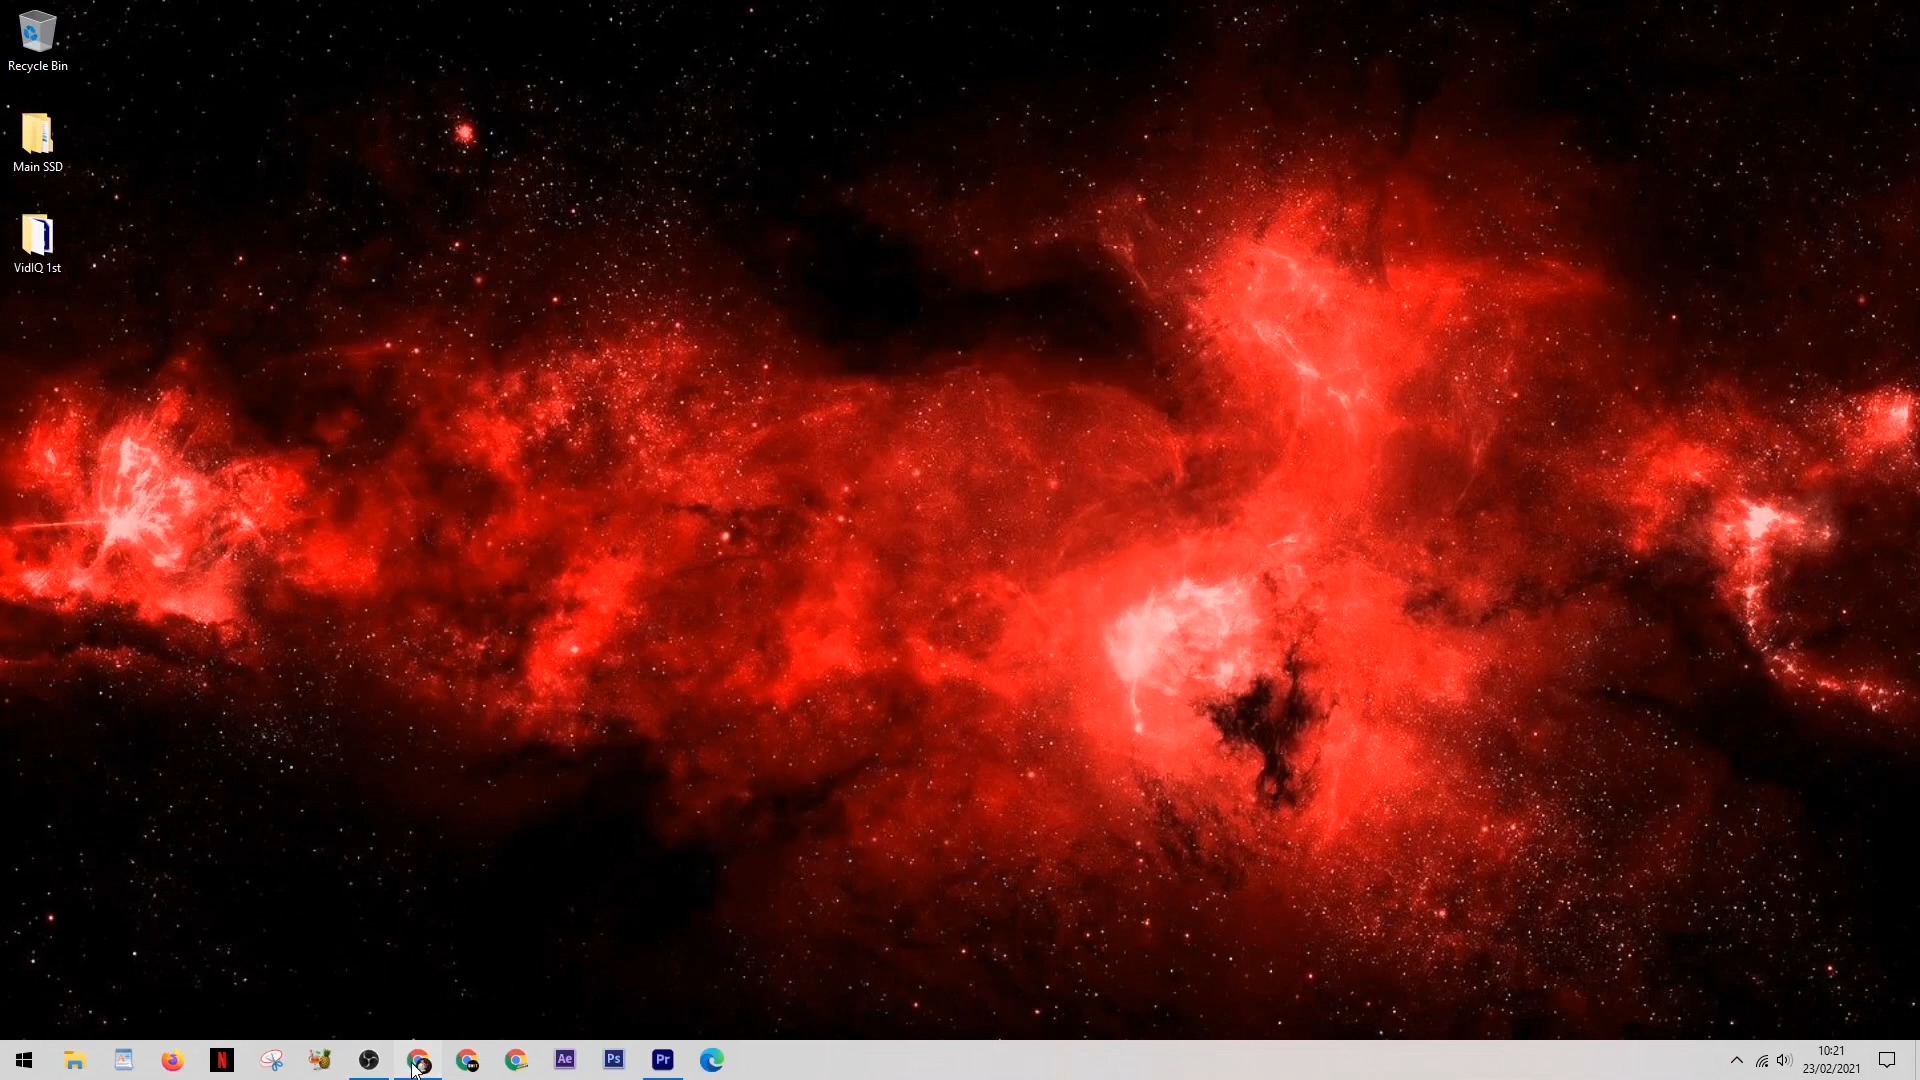 Recycle Bin
Main SSD
VidIQ 1st
N
Ae
Ps
Pr
10:21
23/02/2021